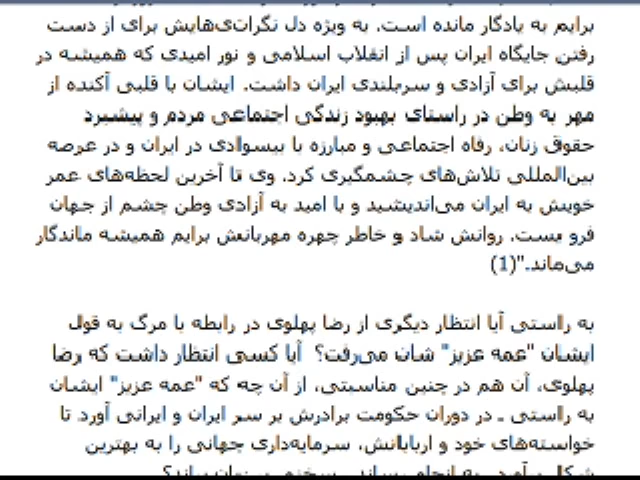 برایم به یادگار مانده است. به ویژه دل نگرانی‌هایش برای از دست
رفتن جایگاه ایران پس از انقلاب اسلامی و نور امیدی که همیشه در
قلبش برای آزادی و سربلندی ایران داشت. ایشان با قلبی آکنده از
مهر به وطن در راستای بهبود زندگی اجتماعی مردم و پیشبرد
حقوق زنان، رفاه اجتماعی و مبارزه با بیسوادی در ایران و در عرصه
بین‌المللی تلاش‌های چشمگیری کرد. وی تا آخرین لحظه‌های عمر
خویش به ایران می‌اندیشید و با امید به آزادی وطن چشم از جهان
فرو بست. روانش شاد و خاطر چهره مهربانش برایم همیشه ماندگار
می‌ماند."(1)
به راستی آیا انتظار دیگری از رضا پهلوی در رابطه با مرگ به قول
ایشان "عمه عزیز" شان می‌رفت؟ آیا کسی انتظار داشت که رضا
پهلوی، آن هم در چنین مناسبتی، از آن چه که "عمه عزیز" ایشان
به راستی ـ در دوران حکومت برادرش بر سر ایران و ایرانی آورد تا
خواسته‌های خود و اربابانش، سرمایه‌داری جهانی را به بهترین